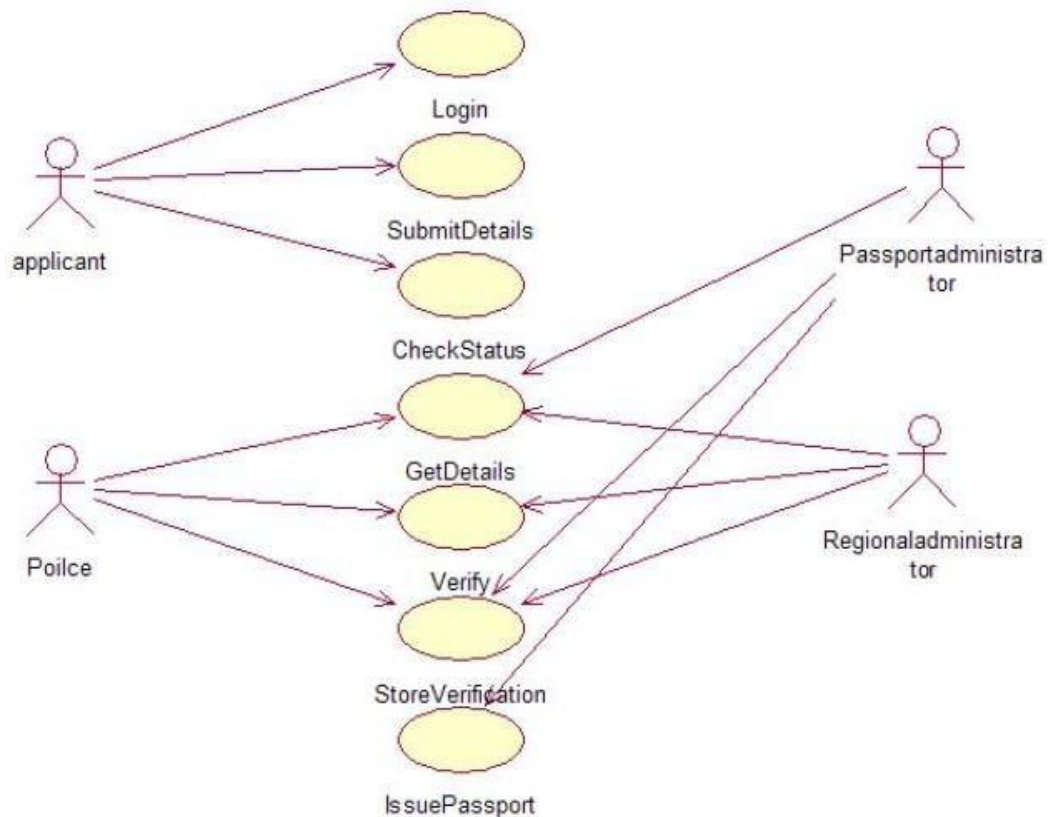 Login
SubmitDetails
applicant
Passportadministra
tor
CheckStatus
GetDetails
Poilce
Regionaladministra
tor
Verify
StoreVerification
IssuePassport